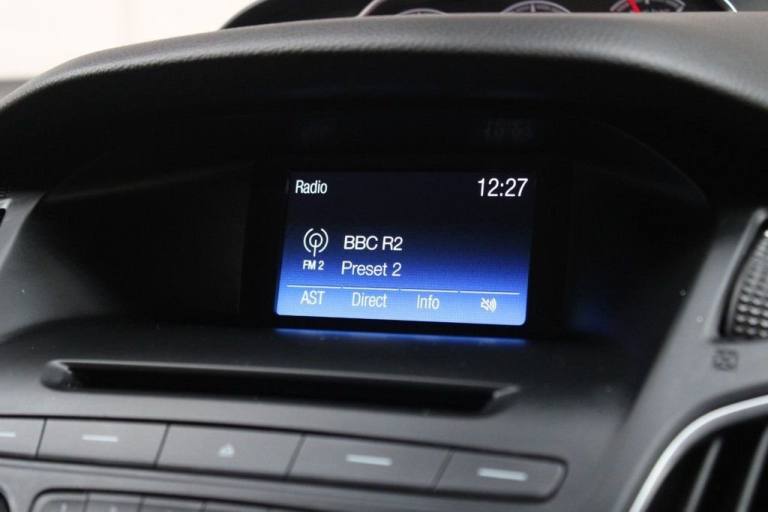 Radio 12:27
BBC R2
FM 2 Preset 2
AST Direct Info